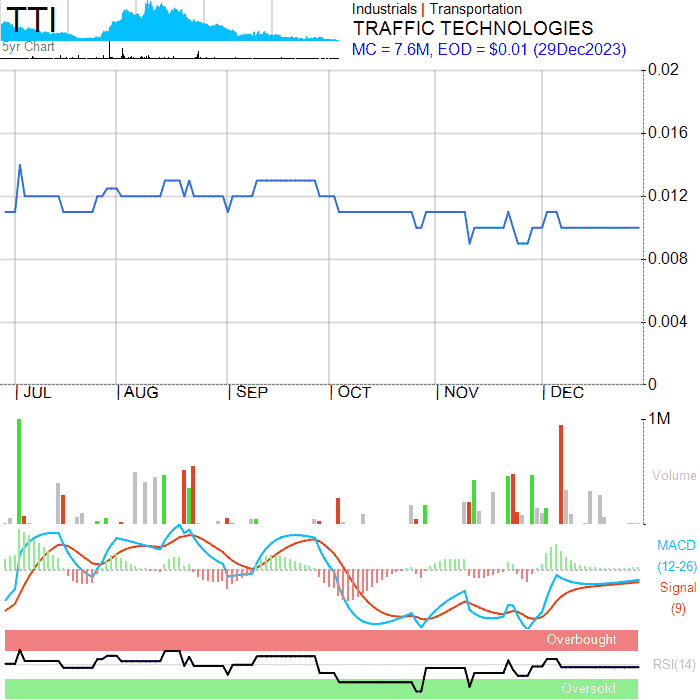 TTI
5yr Chart
Industrials | Transportation
TRAFFIC TECHNOLOGIES
MC = 7.6M, EOD = $0.01 (29Dec2023)
0.02
0.016
0.012
0.008
0.004
0
JUL
AUG
SEP
OCT
NOV
DEC
1M
Volume
MACD
(12-26)
Signal
(9)
Overbought
RSI(14)
Oversold